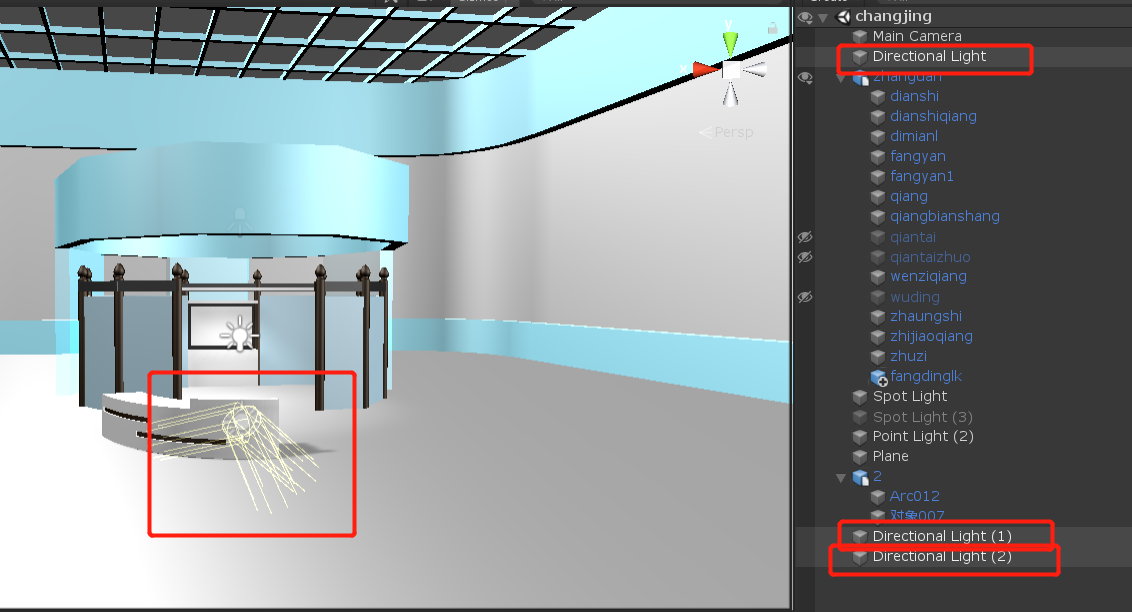 changjing
Main Camera
Directional Light
zhanguan
dianshi
dianshiqiang
dimianl
fangyan
fangyan1
qiang
qiangbianshang
qiantai
qiantaizhuo
wenziqiang
wuding
zhaungshi
zhijiaoqiang
zhuzi
fangdinglk
Spot Light
Spot Light (3)
Point Light (2)
Plane
2
Arc012
对象007
Directional Light (1)
Directional Light (2)
y
x
Persp